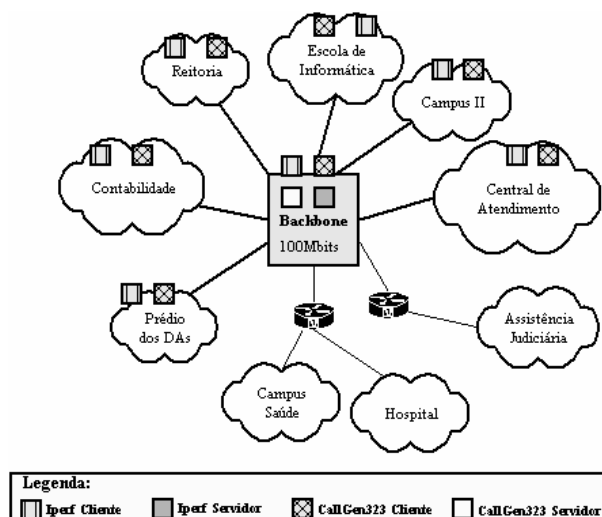 Escola de
Informática
Reitoria
Campus II
Contabilidade
Central de
Atendimento
Backbone
100Mbits
Prédio
dos DAs
Assistência
Judiciária
Campus
Saúde
Hospital
Legenda:
Iperf Cliente
Iperf Servidor
CallGen323 Cliente
CallGen323 Servidor